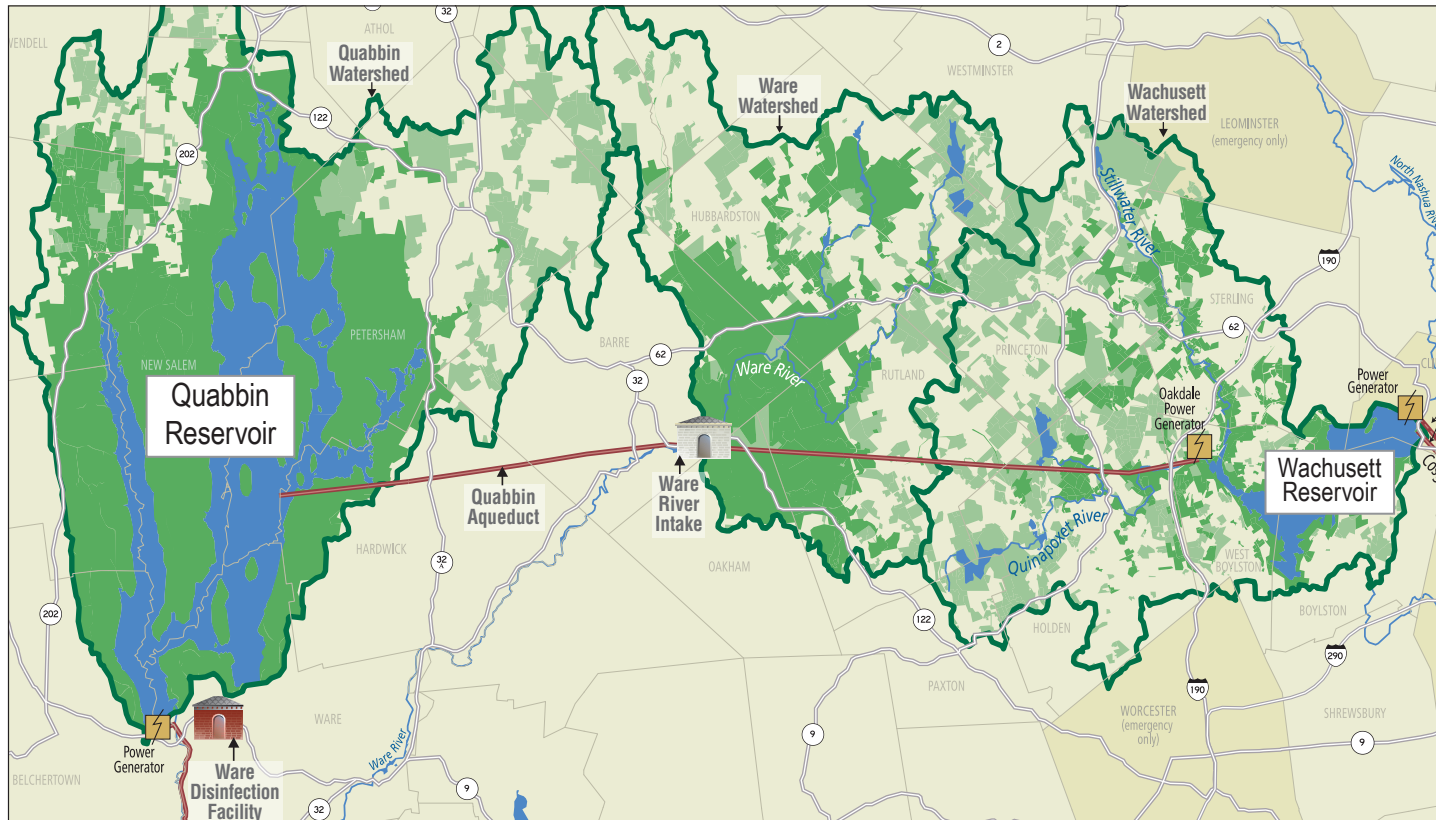 WENDELL
ATHOL
32
Quabbin
Watershed
122
202
2
WESTMINSTER
Ware
Watershed
Wachusett
Watershed
LEOMINSTER
(emergency only)
North Nashua
Stillwater River
HUBBARDSTON
190
STERLING
62
PETERSHAM
NEW SALEM
Quabbin
Reservoir
BARRE
62
32
Ware River
RUTLAND
PRINCETON
Oakdale
Power
Generator
Power
Generator
Wachusett
Reservoir
Quabbin
Aqueduct
Ware
River
Intake
HARDWICK
32
A
OAKHAM
Quinapoxet River
WEST
BOYLSTON
BOYLSTON
202
122
HOLDEN
290
190
PAXTON
WORCESTER
(emergency
only)
SHREWSBURY
9
9
Power
Generator
WARE
Ware
Disinfection
Facility
Ware River
BELCHERTOWN
32
9